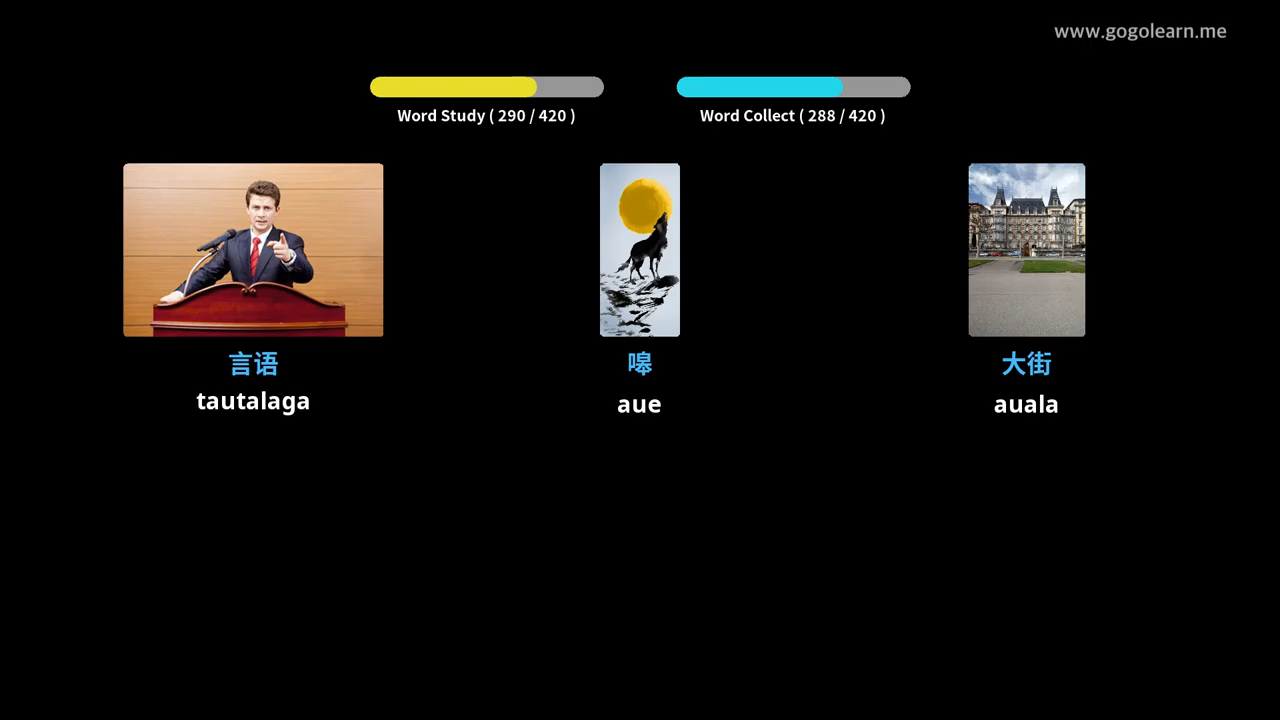 www.gogolearn.me
Word Study ( 290 / 420 )
Word Collect ( 288 / 420 )
言语
嗥
大街
tautalaga
aue
auala